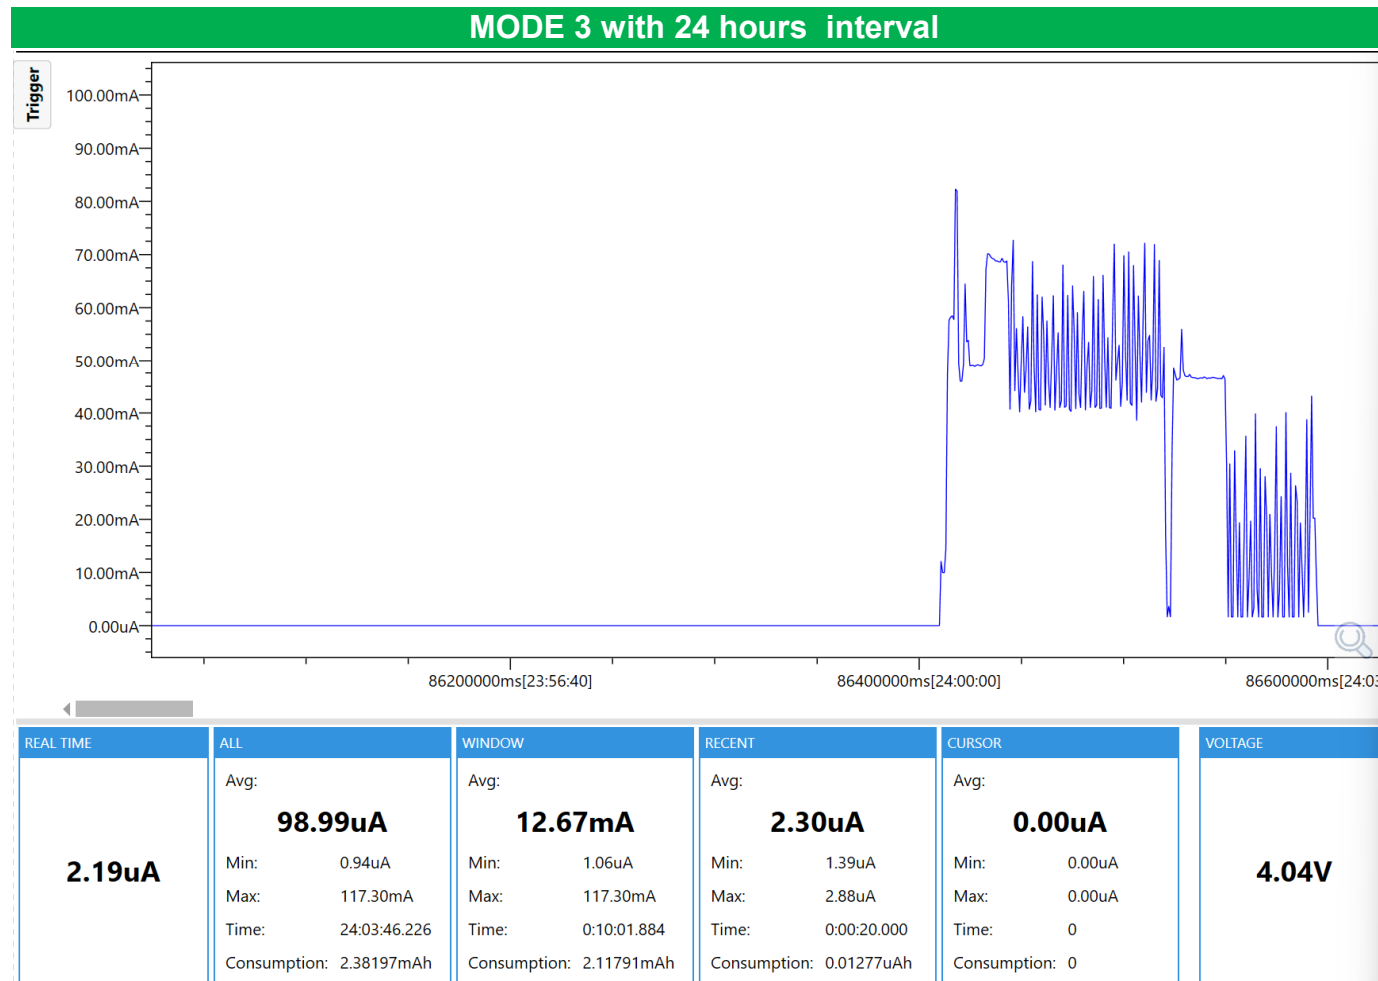 MODE 3 with 24 hours interval
Trigger
100.00mA
90.00mA
80.00mA
70.00mA
60.00mA
50.00mA
40.00mA
30.00mA
20.00mA
10.00mA
0.00uA
86200000ms[23:56:40]
86400000ms[24:00:00]
86600000ms[24:03
REAL TIME
2.19uA
ALL
Avg:
98.99uA
Min: 0.94uA
Max: 117.30mA
Time: 24:03:46.226
Consumption: 2.38197mAh
WINDOW
Avg:
12.67mA
Min: 1.06uA
Max: 117.30mA
Time: 0:10:01.884
Consumption: 2.11791mAh
RECENT
Avg:
2.30uA
Min: 1.39uA
Max: 2.88uA
Time: 0:00:20.000
Consumption: 0.01277uAh
CURSOR
Avg:
0.00uA
Min: 0.00uA
Max: 0.00uA
Time: 0
Consumption: 0
VOLTAGE
4.04V